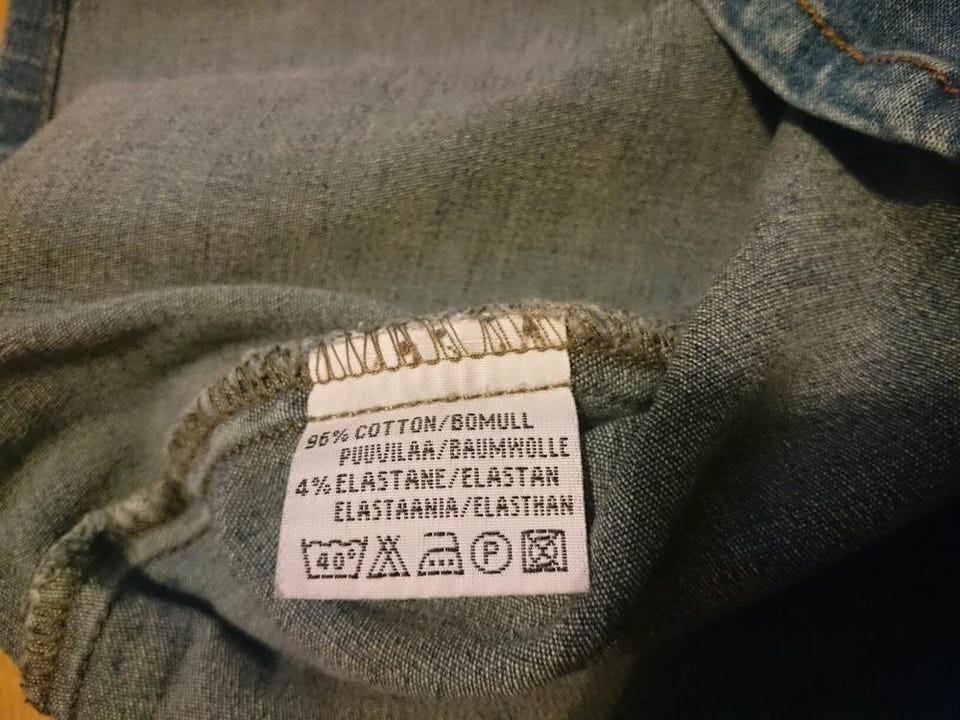 96% COTTON/BOMULL
PUUVILAA/BAUMWOLLE
4% ELASTANE/ELASTAN
ELASTAANIA/ELASTHAN
40° P